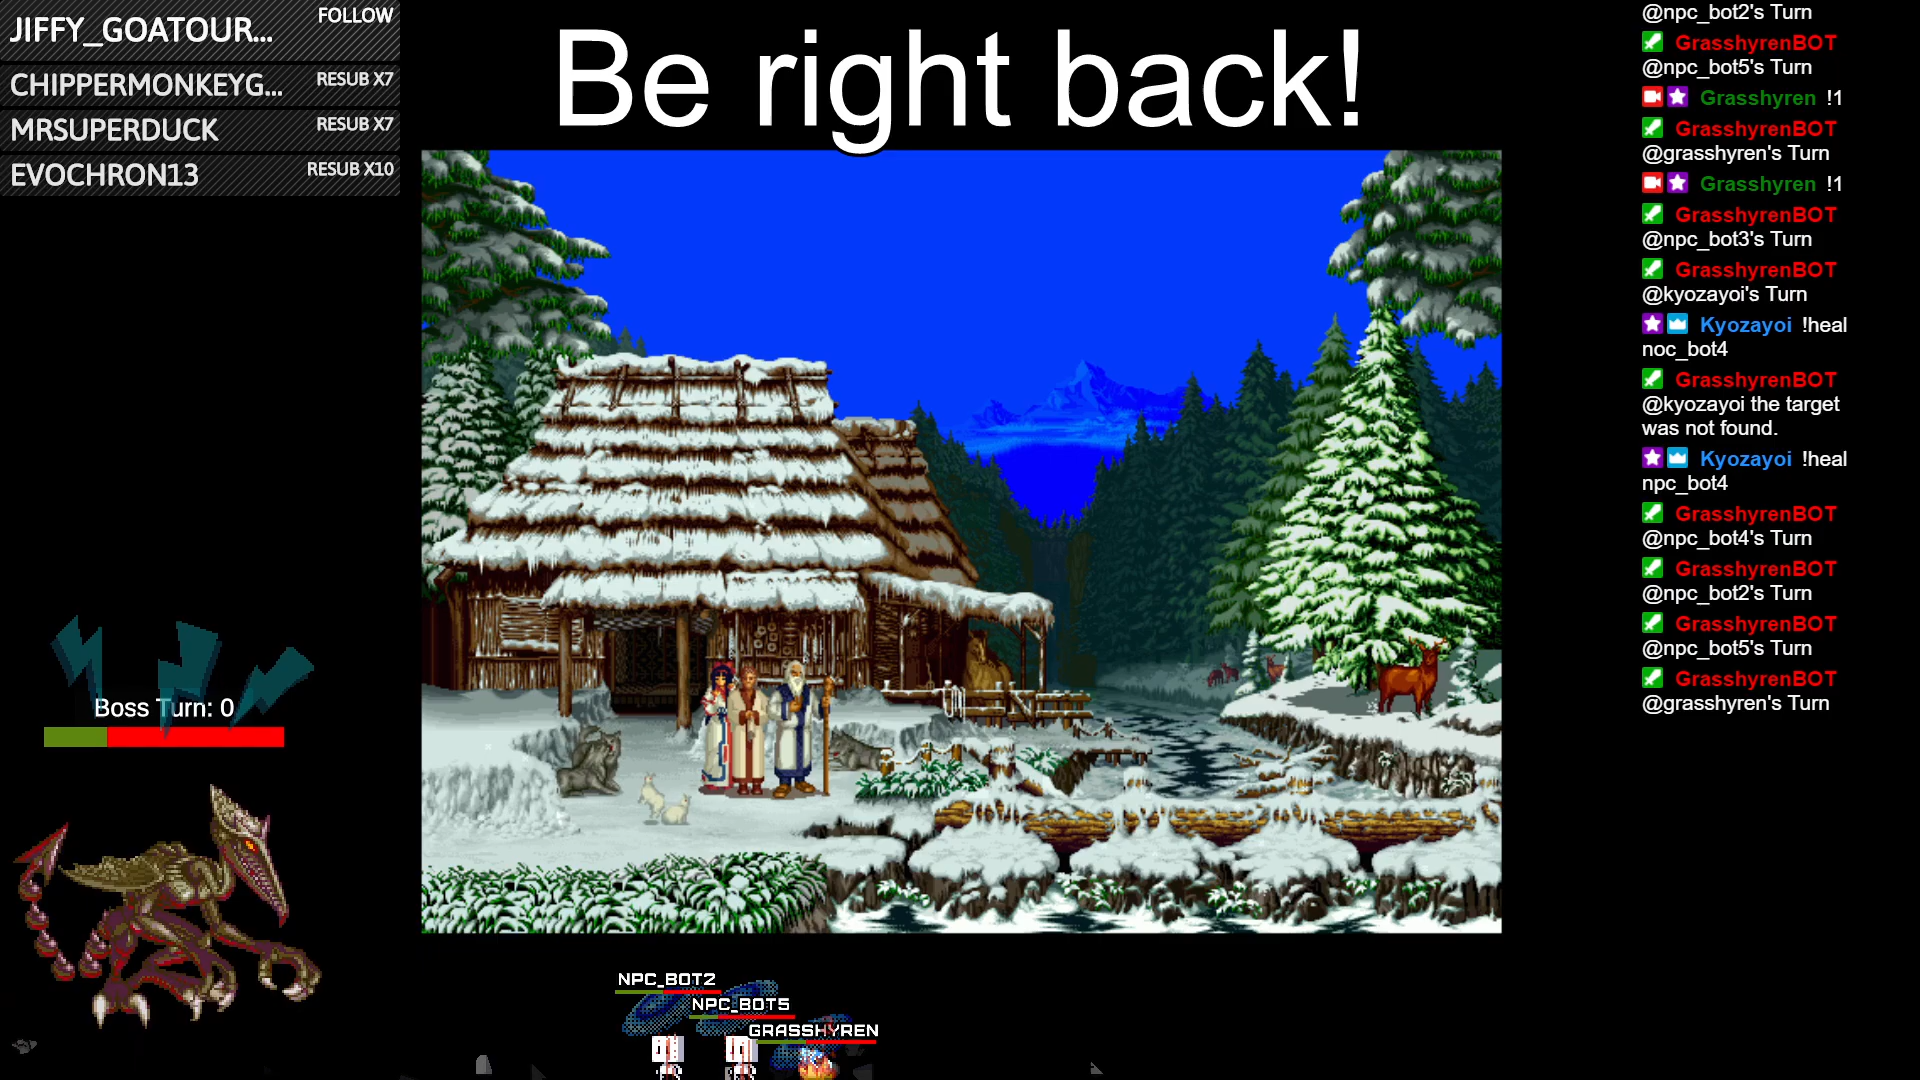 JIFFY_GOATOUR... FOLLOW
CHIPPERMONKEYG... RESUB X7
MRSUPERDUCK RESUB X7
EVOCHRON13 RESUB X10
Be right back!
Boss Turn: 0
NPC_BOT2
NPC_BOT5
GRASSHYREN
@npc_bot2's Turn
GrasshyrenBOT
@npc_bot5's Turn
Grasshyren !1
GrasshyrenBOT
@grasshyren's Turn
Grasshyren !1
GrasshyrenBOT
@npc_bot3's Turn
GrasshyrenBOT
@kyozayoi's Turn
Kyozayoi !heal
noc_bot4
GrasshyrenBOT
@kyozayoi the target
was not found.
Kyozayoi !heal
npc_bot4
GrasshyrenBOT
@npc_bot4's Turn
GrasshyrenBOT
@npc_bot2's Turn
GrasshyrenBOT
@npc_bot5's Turn
GrasshyrenBOT
@grasshyren's Turn